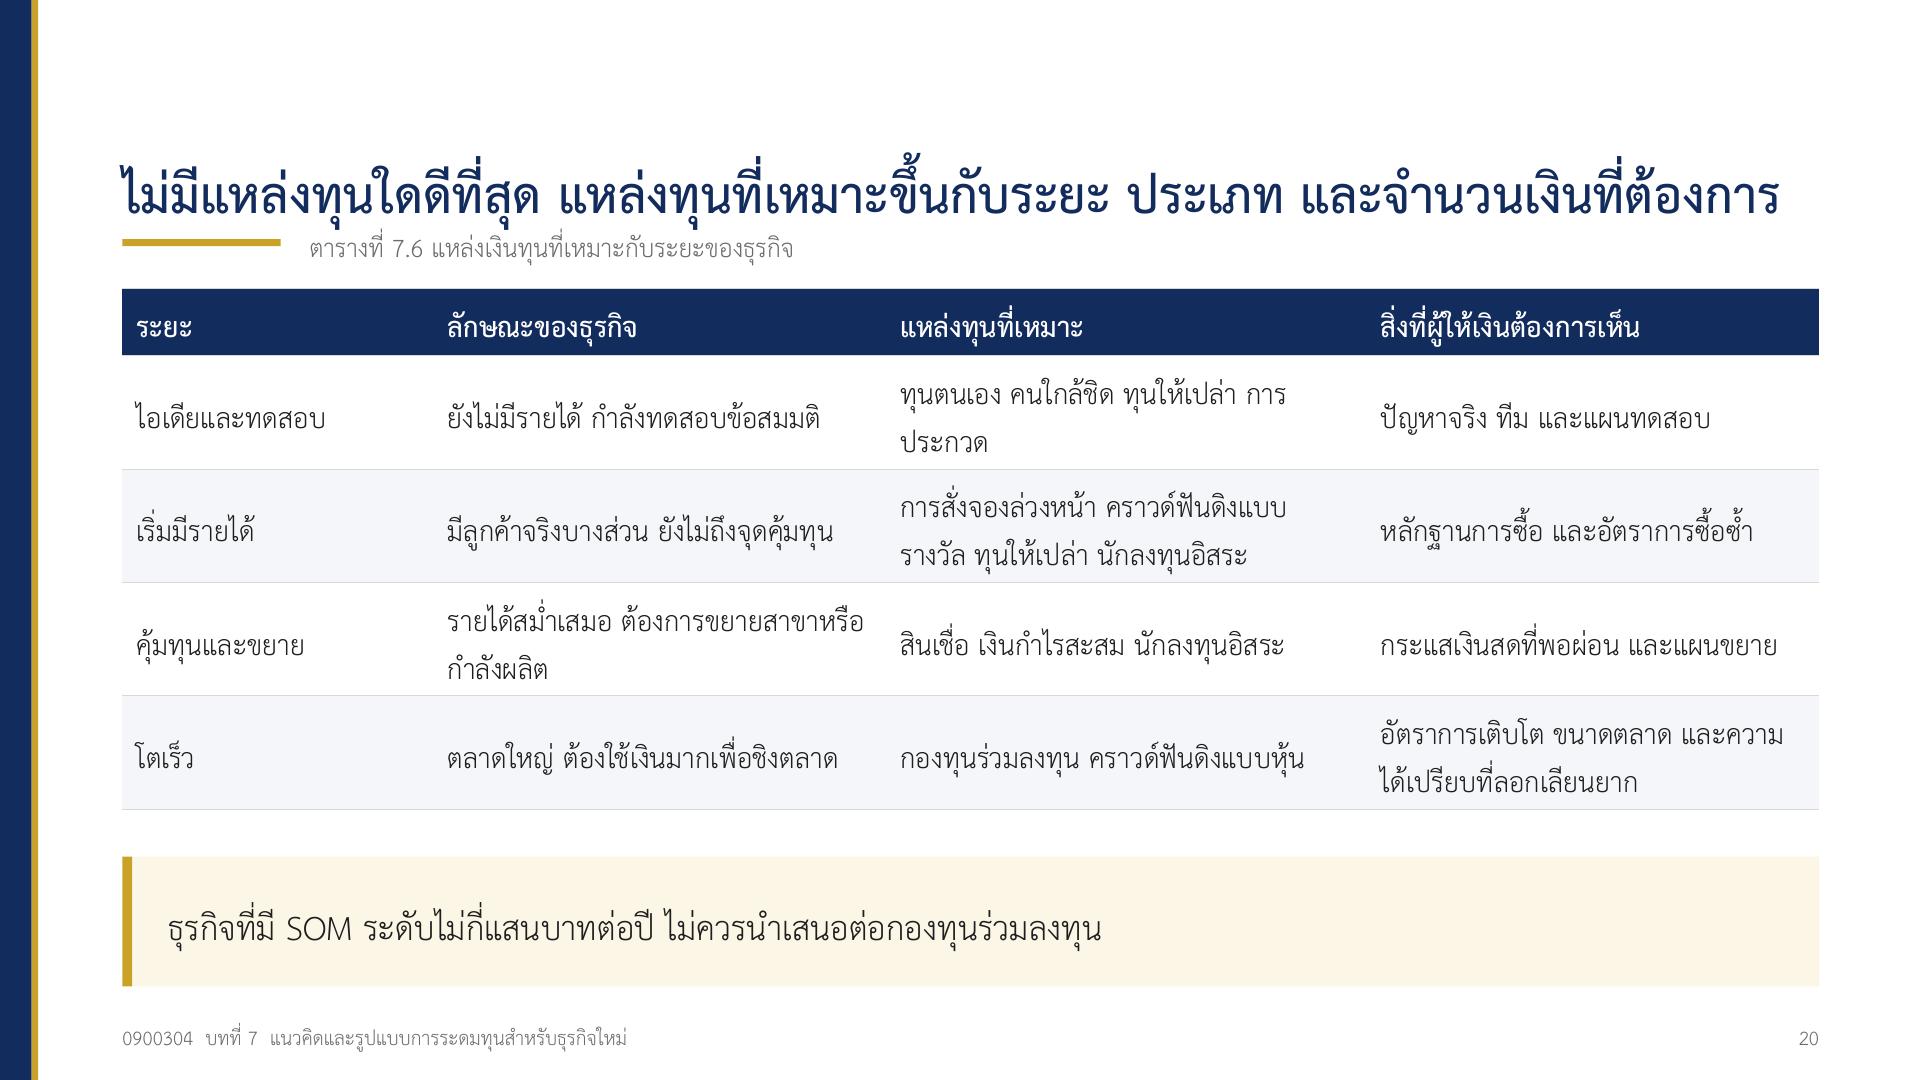 ไม่มีแหล่งทุนใดดีที่สุด แหล่งทุนที่เหมาะขึ้นกับระยะ ประเภท และจำนวนเงินที่ต้องการ
ตารางที่ 7.6 แหล่งเงินทุนที่เหมาะกับระยะของธุรกิจ
ระยะ ลักษณะของธุรกิจ แหล่งทุนที่เหมาะ สิ่งที่ผู้ให้เงินต้องการเห็น
ไอเดียและทดสอบ
ยังไม่มีรายได้ กำลังทดสอบข้อสมมติ
ทุนตนเอง คนใกล้ชิด ทุนให้เปล่า การ
ประกวด
ปัญหาจริง ทีม และแผนทดสอบ
เริ่มมีรายได้
มีลูกค้าจริงบางส่วน ยังไม่ถึงจุดคุ้มทุน
การสั่งจองล่วงหน้า คราวด์ฟันดิงแบบ
รางวัล ทุนให้เปล่า นักลงทุนอิสระ
หลักฐานการซื้อ และอัตราการซื้อซ้ำ
คุ้มทุนและขยาย
รายได้สม่ำเสมอ ต้องการขยายสาขาหรือ
กำลังผลิต
สินเชื่อ เงินกำไรสะสม นักลงทุนอิสระ
กระแสเงินสดที่พอผ่อน และแผนขยาย
โตเร็ว
ตลาดใหญ่ ต้องใช้เงินมากเพื่อชิงตลาด
กองทุนร่วมลงทุน คราวด์ฟันดิงแบบหุ้น
อัตราการเติบโต ขนาดตลาด และความ
ได้เปรียบที่ลอกเลียนยาก
ธุรกิจที่มี SOM ระดับไม่กี่แสนบาทต่อปี ไม่ควรนำเสนอต่อกองทุนร่วมลงทุน
0900304 บทที่ 7 แนวคิดและรูปแบบการระดมทุนสำหรับธุรกิจใหม่
20